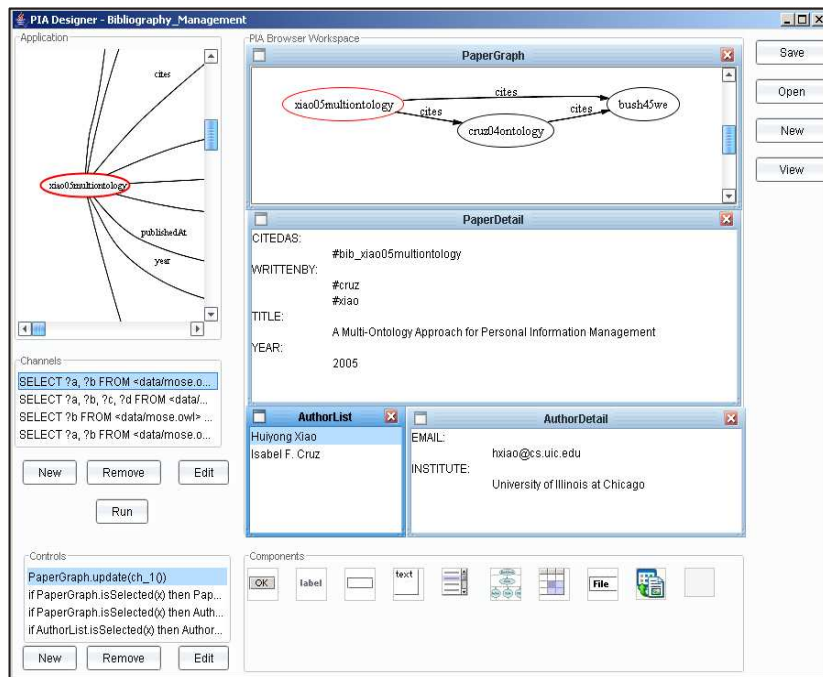 PIA Designer - Bibliography_Management
Application
cites
xiao05multiontology
publishedAt
year
Channels
SELECT ?a, ?b FROM <data/mose.o...
SELECT ?a, ?b, ?c, ?d FROM <data/...
SELECT ?b FROM <data/mose.owl> ...
SELECT ?a, ?b FROM <data/mose.o...
New Remove Edit
Run
Controls
PaperGraph.update(ch_1())
if PaperGraph.isSelected(x) then Pap...
if PaperGraph.isSelected(x) then Auth...
if AuthorList.isSelected(x) then Author...
New Remove Edit
PIA Browser Workspace
PaperGraph
cites
xiao05multiontology
bush45we
cites
cites
cruz04ontology
PaperDetail
CITEDAS:
#bib_xiao05multiontology
WRITTENBY:
#cruz
#xiao
TITLE:
A Multi-Ontology Approach for Personal Information Management
YEAR:
2005
AuthorList
Huiyong Xiao
Isabel F. Cruz
AuthorDetail
EMAIL:
hxiao@cs.uic.edu
INSTITUTE:
University of Illinois at Chicago
Components
OK
label
text
File
Save
Open
New
View